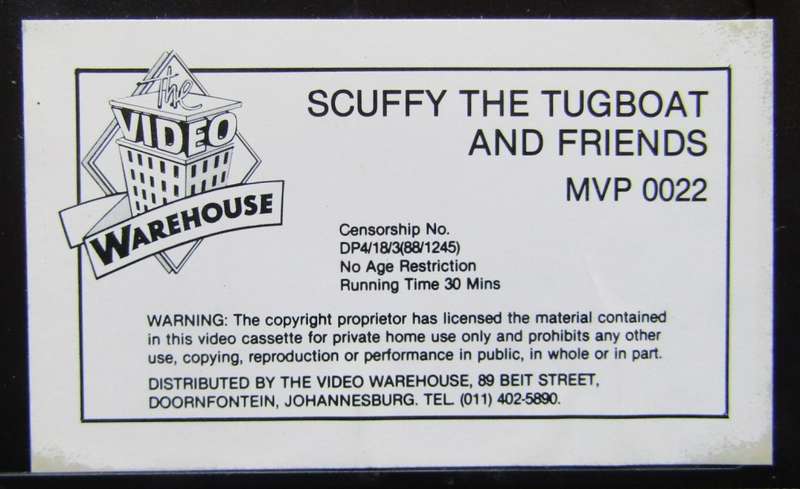 the
VIDEO
WAREHOUSE
SCUFFY THE TUGBOAT
AND FRIENDS
MVP 0022
Censorship No.
DP4/18/3(88/1245)
No Age Restriction
Running Time 30 Mins
WARNING: The copyright proprietor has licensed the material contained
in this video cassette for private home use only and prohibits any other
use, copying, reproduction or performance in public, in whole or in part.
DISTRIBUTED BY THE VIDEO WAREHOUSE, 89 BEIT STREET,
DOORNFONTEIN, JOHANNESBURG. TEL. (011) 402-5890.